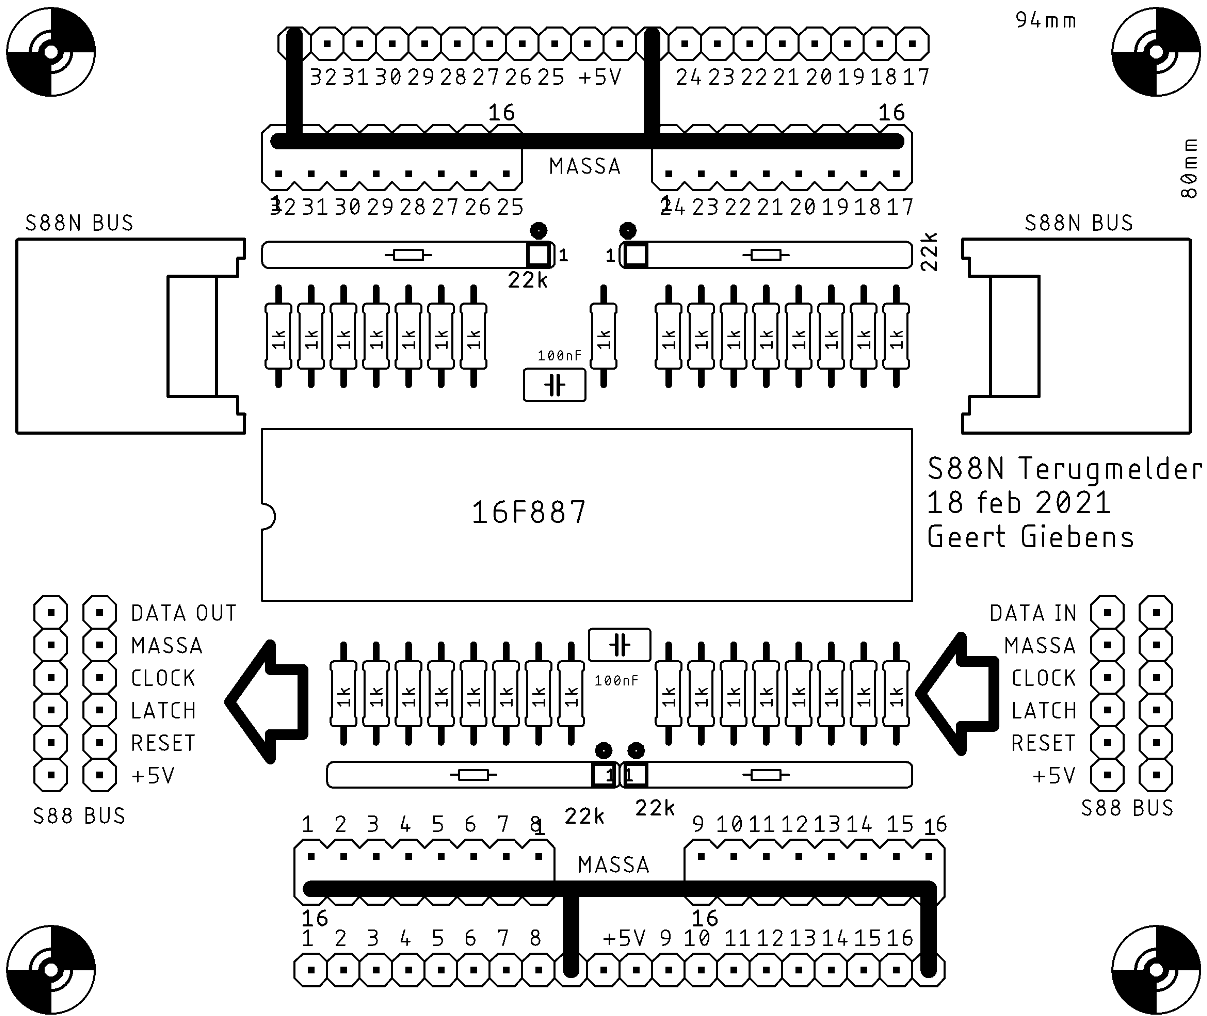 94mm
32 31 30 29 28 27 26 25 +5V 24 23 22 21 20 19 18 17
16 16
MASSA
80mm
1 1
32 31 30 29 28 27 26 25 24 23 22 21 20 19 18 17
S88N BUS S88N BUS
1 1 22k
22k
1k 1k 1k 1k 1k 1k 1k 1k 1k 1k 1k 1k 1k 1k 1k 1k
100nF
S88N Terugmelder
16F887
18 feb 2021
Geert Giebens
DATA OUT DATA IN
MASSA MASSA
CLOCK CLOCK
100nF
1k 1k 1k 1k 1k 1k 1k 1k 1k 1k 1k 1k 1k 1k 1k 1k
LATCH LATCH
RESET RESET
+5V 1 1 +5V
S88 BUS 22k 22k S88 BUS
1 2 3 4 5 6 7 8 1 9 10 11 12 13 14 15 16 1
MASSA
16 16
1 2 3 4 5 6 7 8 +5V 9 10 11 12 13 14 15 16